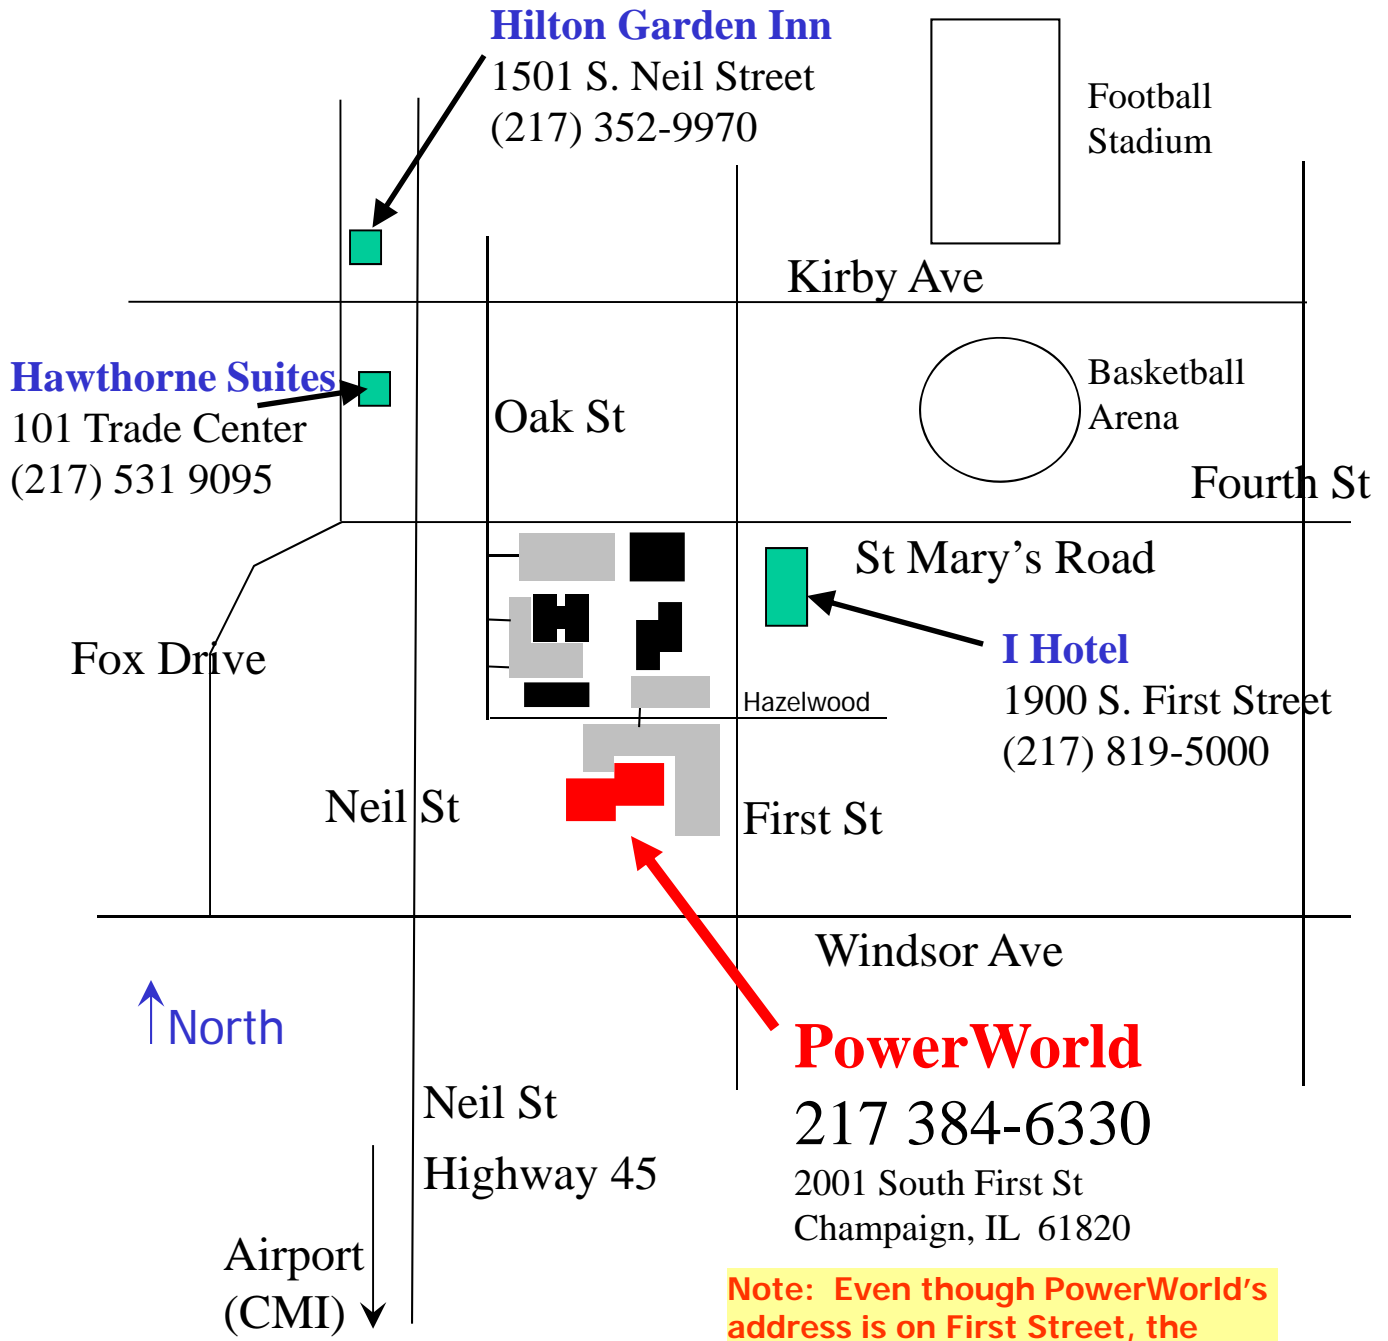 Hilton Garden Inn
1501 S. Neil Street
(217) 352-9970
Football
Stadium
Kirby Ave
Hawthorne Suites
101 Trade Center
(217) 531 9095
Oak St
Basketball
Arena
Fourth St
St Mary's Road
Fox Drive
I Hotel
1900 S. First Street
(217) 819-5000
Hazelwood
Neil St
First St
Windsor Ave
North
PowerWorld
217 384-6330
2001 South First St
Champaign, IL 61820
Neil St
Highway 45
Airport
(CMI)
Note: Even though PowerWorld's
address is on First Street, the